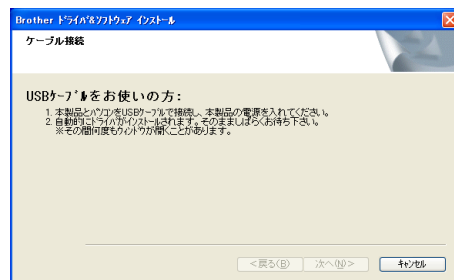 Brother ﾄﾞﾗｲﾊﾞ&ｿﾌﾄｳｪｱ ｲﾝｽﾄｰﾙ
ケーブル接続
USBｹｰﾌﾞﾙをお使いの方:
1. 本製品とﾊﾟｿｺﾝをUSBｹｰﾌﾞﾙで接続し、本製品の電源を入れてください。
2. 自動的にﾄﾞﾗｲﾊﾞがｲﾝｽﾄｰﾙされます。そのまましばらくお待ち下さい。
※その間何度もｳｨﾝﾄﾞｳが開くことがあります。
<戻る(B) 次へ(N)> ｷｬﾝｾﾙ